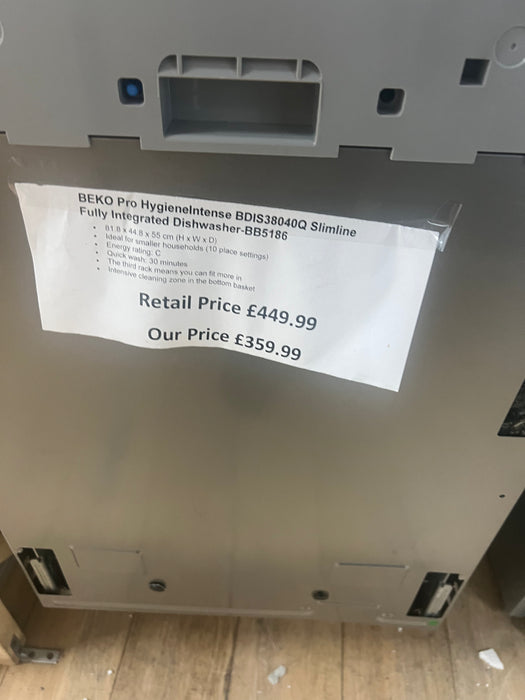 BEKO Pro HygieneIntense BDIS38040Q Slimline
Fully Integrated Dishwasher-BB5186
• 81.8 x 44.8 x 55 cm (H x W x D)
• Ideal for smaller households (10 place settings)
• Energy rating: C
• Quick wash: 30 minutes
• The third rack means you can fit more in
• Intensive cleaning zone in the bottom basket
Retail Price £449.99
Our Price £359.99